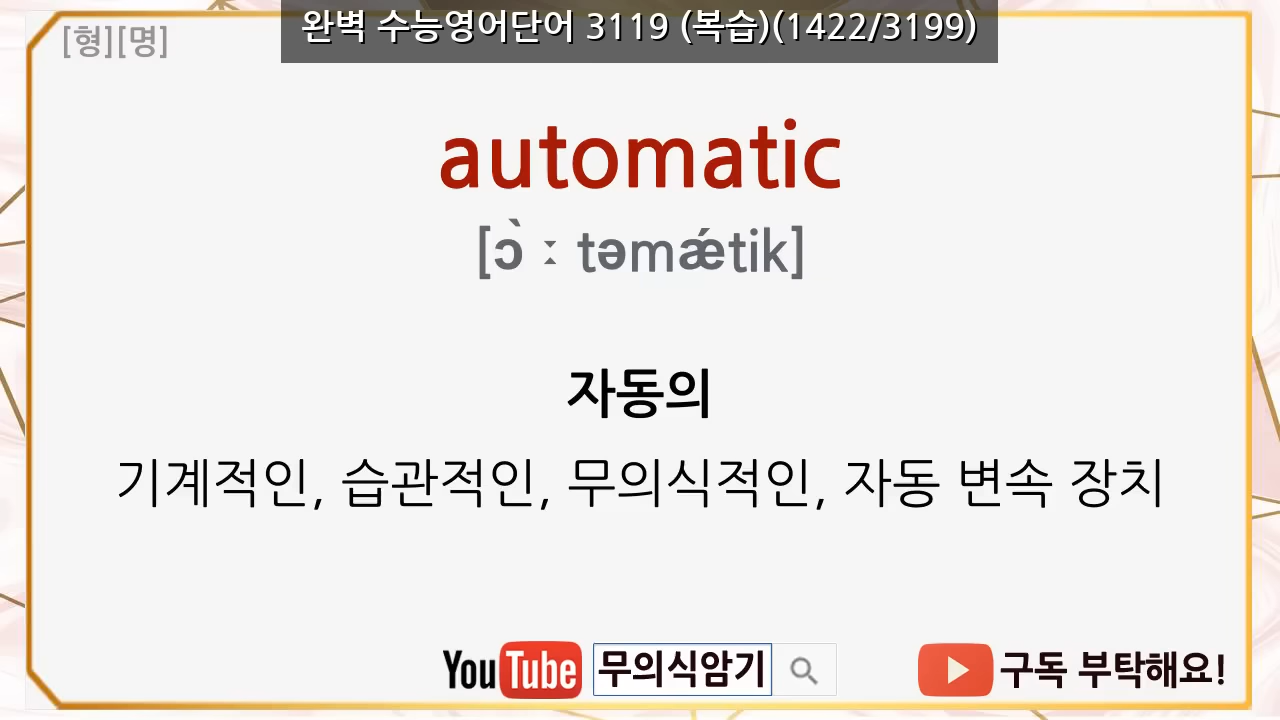 완벽 수능영어단어 3119 (복습)(1422/3199)
[형][명]
automatic
[ɔ̀ː təmǽtik]
자동의
기계적인, 습관적인, 무의식적인, 자동 변속 장치
YouTube 무의식암기 구독 부탁해요!